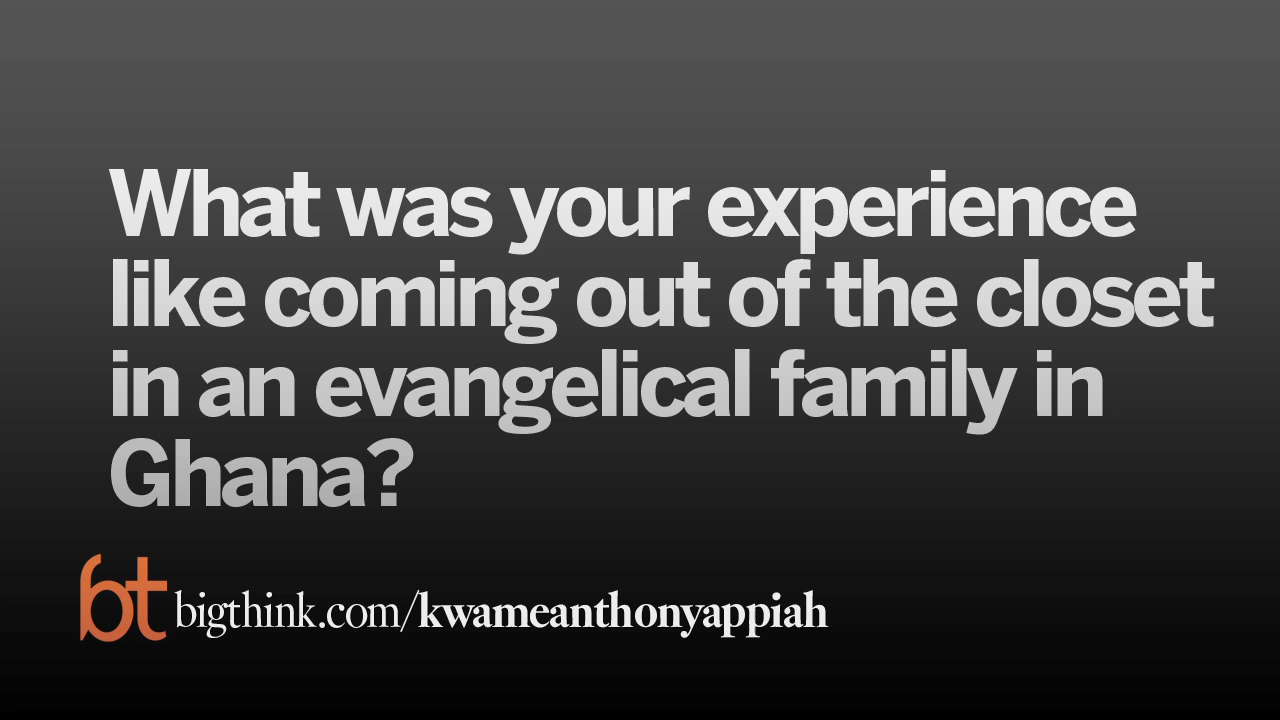 What was your experience
like coming out of the closet
in an evangelical family in
Ghana?
bt bigthink.com/kwameanthonyappiah